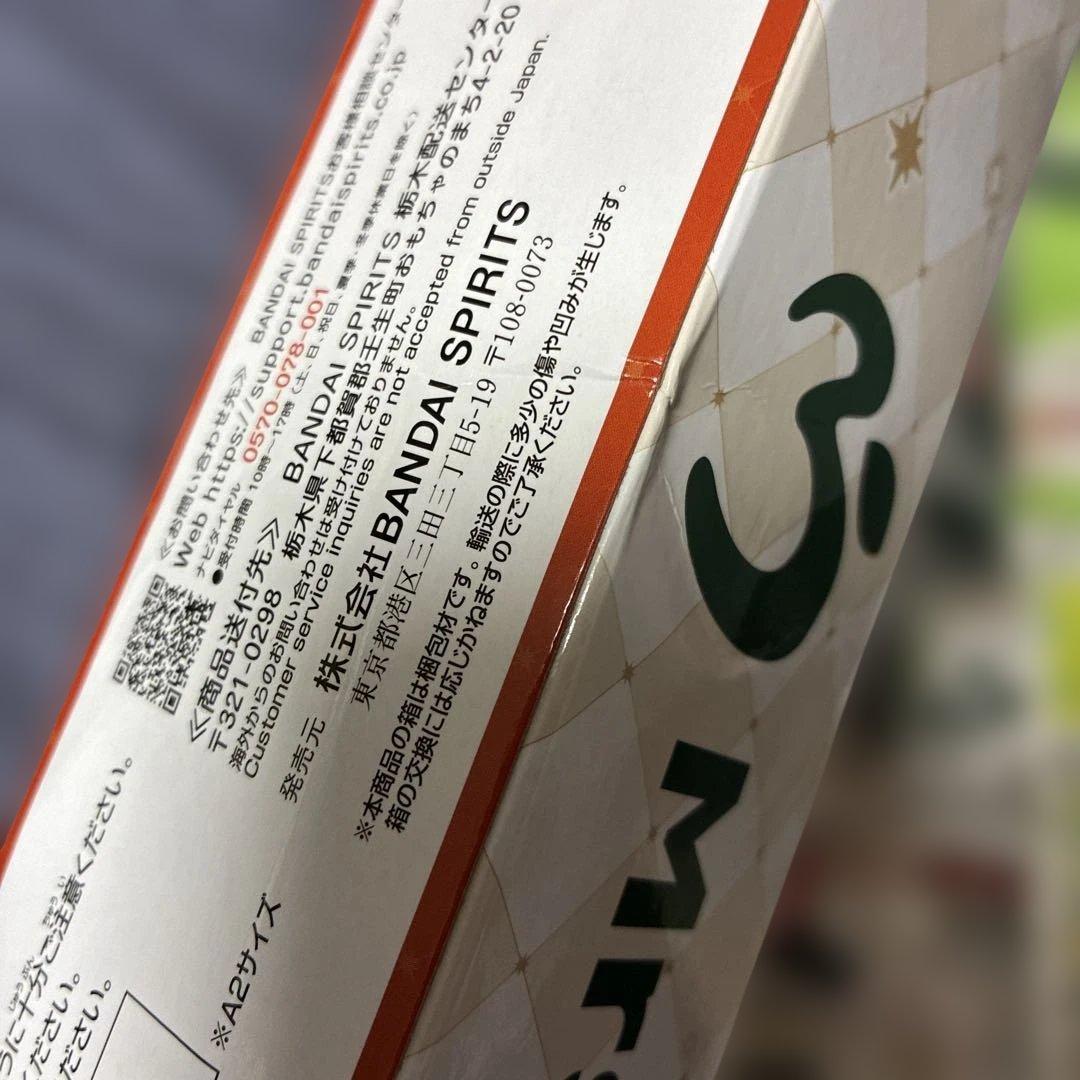 ≪お問い合わせ先≫ BANDAI SPIRITSお客様相談センター
Web https://support.bandaispirits.co.jp
ナビダイヤル 0570-078-001
●受付時間 10時〜17時(土、日、祝日、夏季・冬季休業日を除く)
≪商品送付先≫ BANDAI SPIRITS 栃木配送センター
〒321-0298 栃木県下都賀郡壬生町おもちゃのまち4-2-20
海外からのお問い合わせは受け付けておりません。
Customer service inquiries are not accepted from outside Japan.
発売元 株式会社BANDAI SPIRITS
東京都港区三田三丁目5-19 〒108-0073
※本商品の箱は梱包材です。輸送の際に多少の傷や凹みが生じます。
箱の交換には応じかねますのでご了承ください。
うに十分ご注意ください。
ください。
ださい。
※A2サイズ